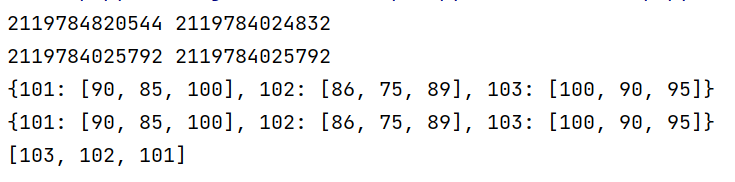 2119784820544 2119784024832
2119784025792 2119784025792
{101: [90, 85, 100], 102: [86, 75, 89], 103: [100, 90, 95]}
{101: [90, 85, 100], 102: [86, 75, 89], 103: [100, 90, 95]}
[103, 102, 101]